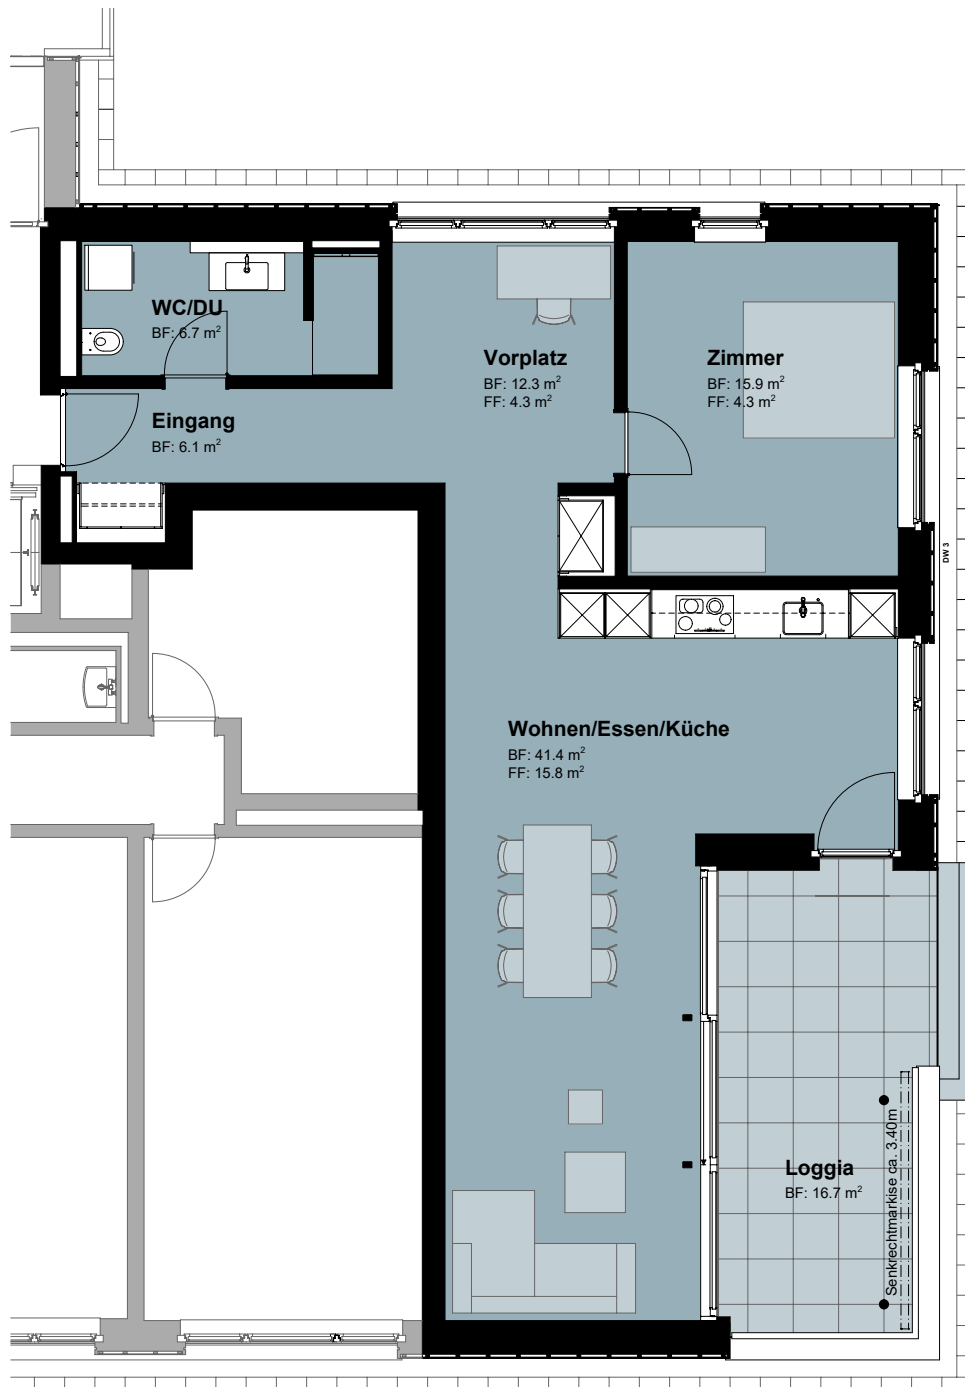 WC/DU
BF: 6.7 m²
Vorplatz
BF: 12.3 m²
FF: 4.3 m²
Zimmer
BF: 15.9 m²
FF: 4.3 m²
Eingang
BF: 6.1 m²
DW 3
Wohnen/Essen/Küche
BF: 41.4 m²
FF: 15.8 m²
Loggia
BF: 16.7 m²
Senkrechtmarkise ca. 3.40m